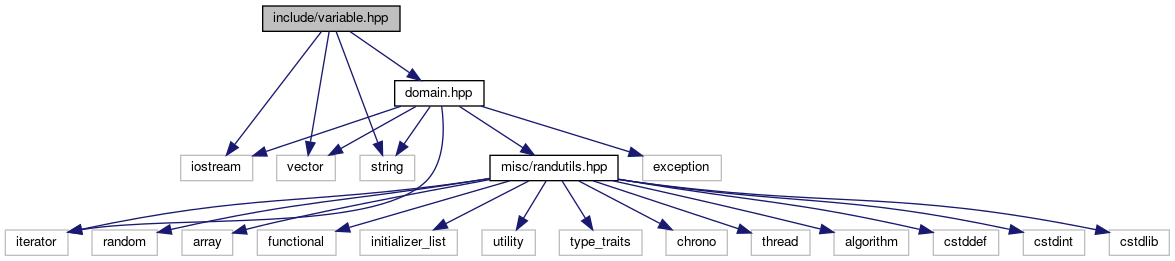 include/variable.hpp
domain.hpp
iostream
vector
string
misc/randutils.hpp
exception
iterator
random
array
functional
initializer_list
utility
type_traits
chrono
thread
algorithm
cstddef
cstdint
cstdlib